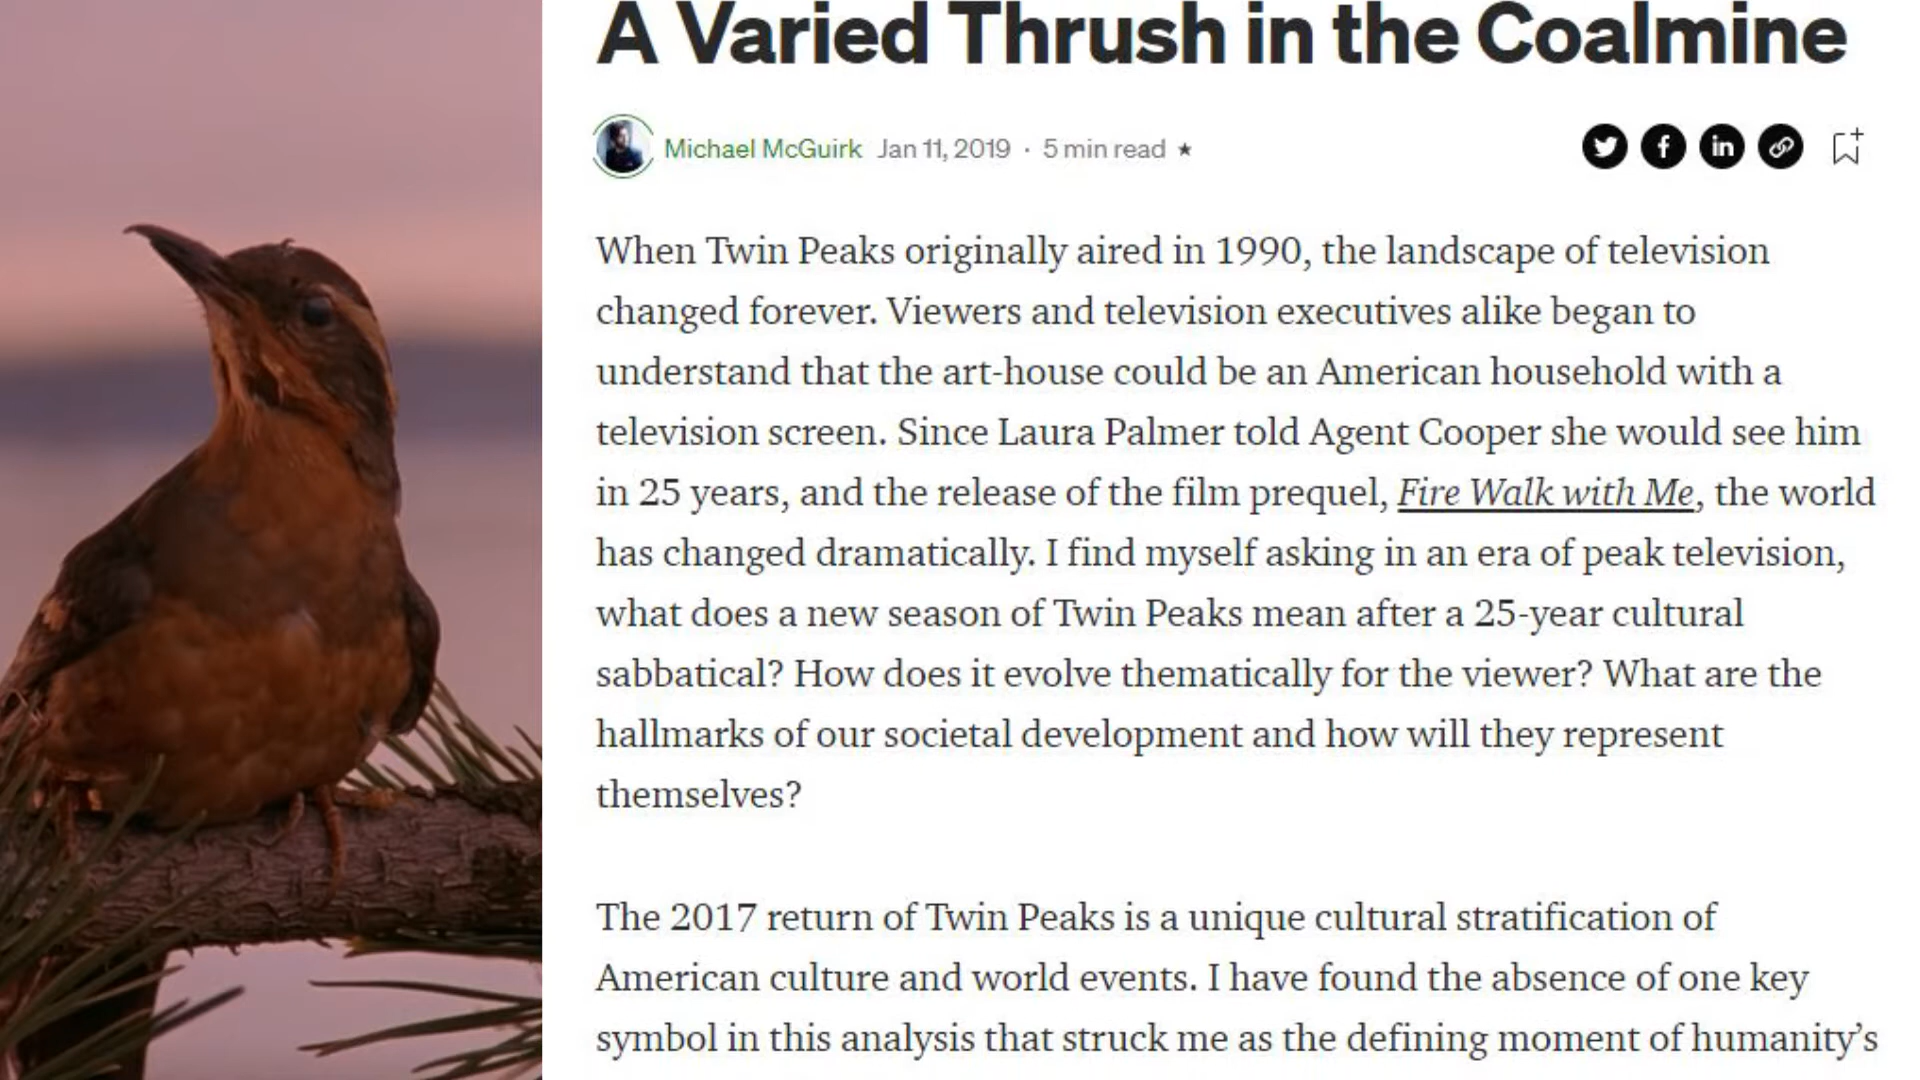 A Varied Thrush in the Coalmine
Michael McGuirk Jan 11, 2019 · 5 min read ★
When Twin Peaks originally aired in 1990, the landscape of television
changed forever. Viewers and television executives alike began to
understand that the art-house could be an American household with a
television screen. Since Laura Palmer told Agent Cooper she would see him
in 25 years, and the release of the film prequel, Fire Walk with Me, the world
has changed dramatically. I find myself asking in an era of peak television,
what does a new season of Twin Peaks mean after a 25-year cultural
sabbatical? How does it evolve thematically for the viewer? What are the
hallmarks of our societal development and how will they represent
themselves?
The 2017 return of Twin Peaks is a unique cultural stratification of
American culture and world events. I have found the absence of one key
symbol in this analysis that struck me as the defining moment of humanity’s